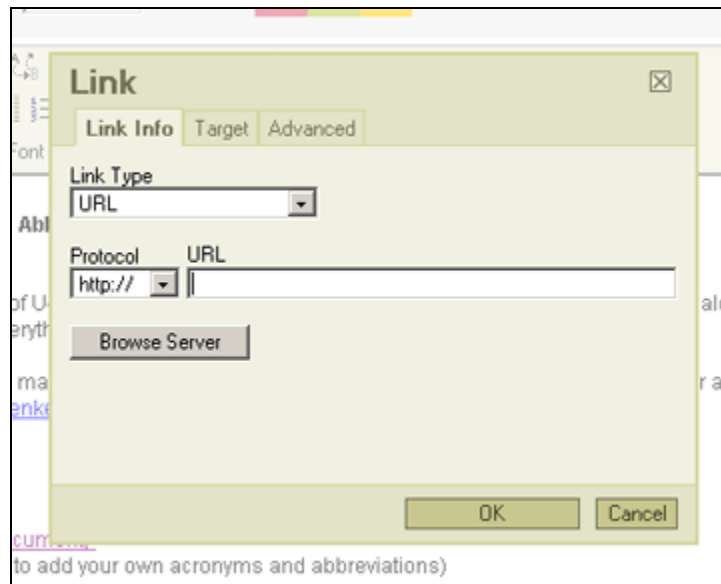 Link
Link Info Target Advanced
Font
Link Type
URL
Protocol URL
http://
Browse Server
OK Cancel
to add your own acronyms and abbreviations)